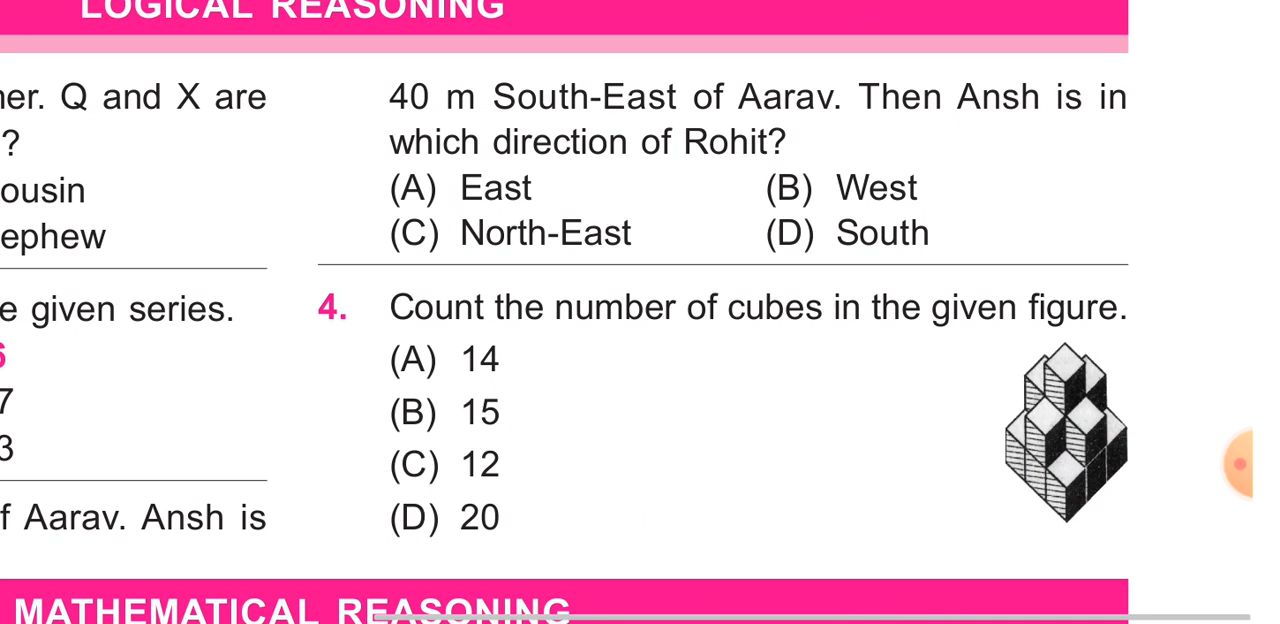 LOGICAL REASONING
er. Q and X are
?
ousin
ephew
e given series.
7
3
f Aarav. Ansh is
40 m South-East of Aarav. Then Ansh is in
which direction of Rohit?
(A) East (B) West
(C) North-East (D) South
4. Count the number of cubes in the given figure.
(A) 14
(B) 15
(C) 12
(D) 20
MATHEMATICAL REASONING